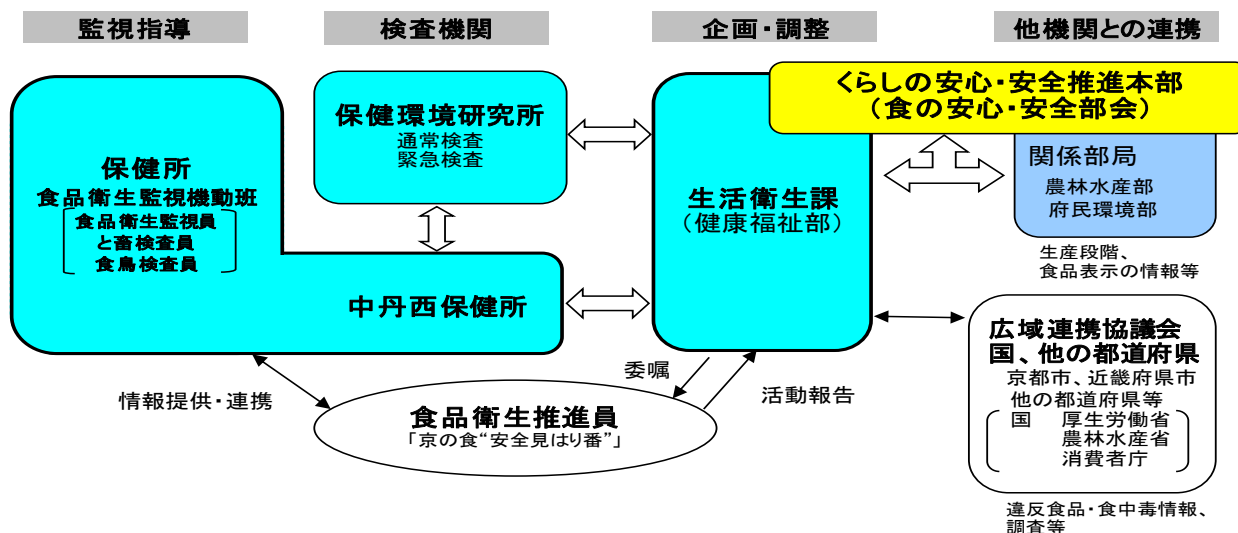 監視指導
検査機関
企画・調整
他機関との連携
くらしの安心・安全推進本部
（食の安心・安全部会）
保健所
食品衛生監視機動班
食品衛生監視員
と畜検査員
食鳥検査員
保健環境研究所
通常検査
緊急検査
中丹西保健所
生活衛生課
（健康福祉部）
関係部局
農林水産部
府民環境部
生産段階、
食品表示の情報等
広域連携協議会
国、他の都道府県
京都市、近畿府県市
他の都道府県等
国　厚生労働省
農林水産省
消費者庁
違反食品・食中毒情報、
調査等
情報提供・連携
委嘱
活動報告
食品衛生推進員
「京の食“安全見はり番”」